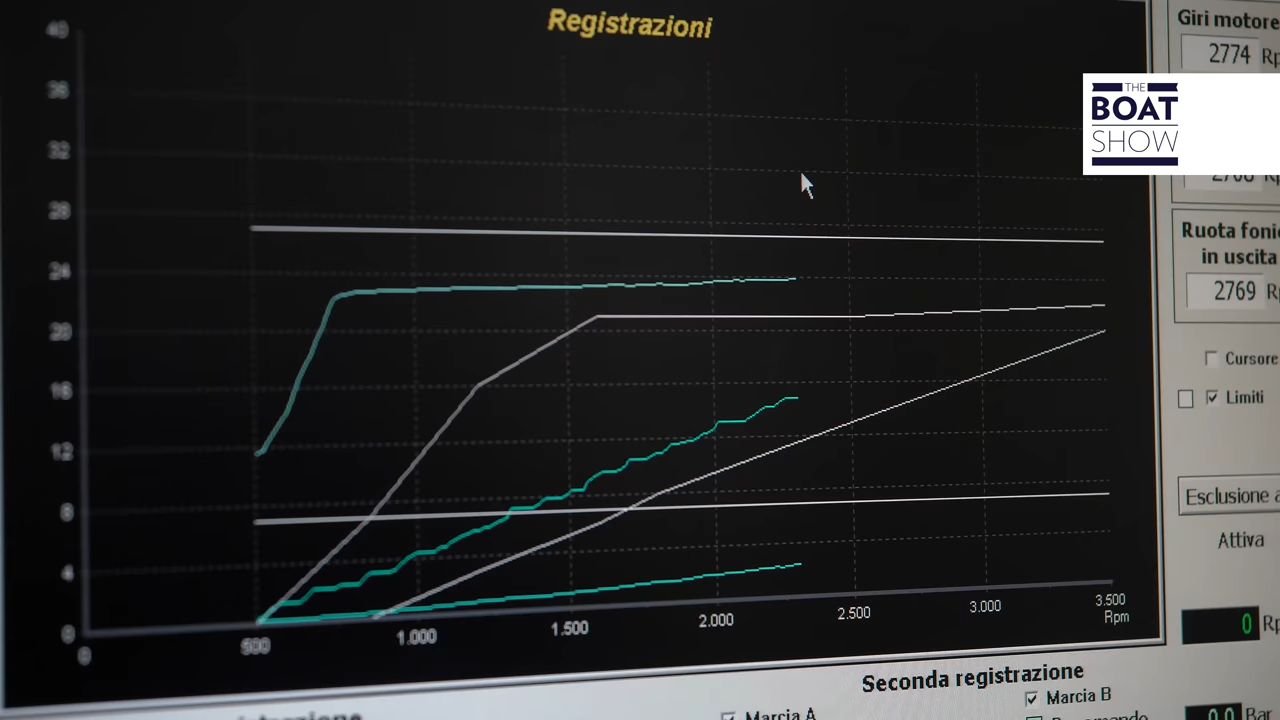 Registrazioni
40
36
32
28
24
20
16
12
8
4
0
0
500
1.000
1.500
2.000
2.500
3.000
3.500
Rpm
Giri motore
2774
THE
BOAT
SHOW
Ruota foni
in uscita
2769
Cursore
Limiti
Esclusione
Attiva
0
Seconda registrazione
Marcia A
Marcia B
0.0 Bar